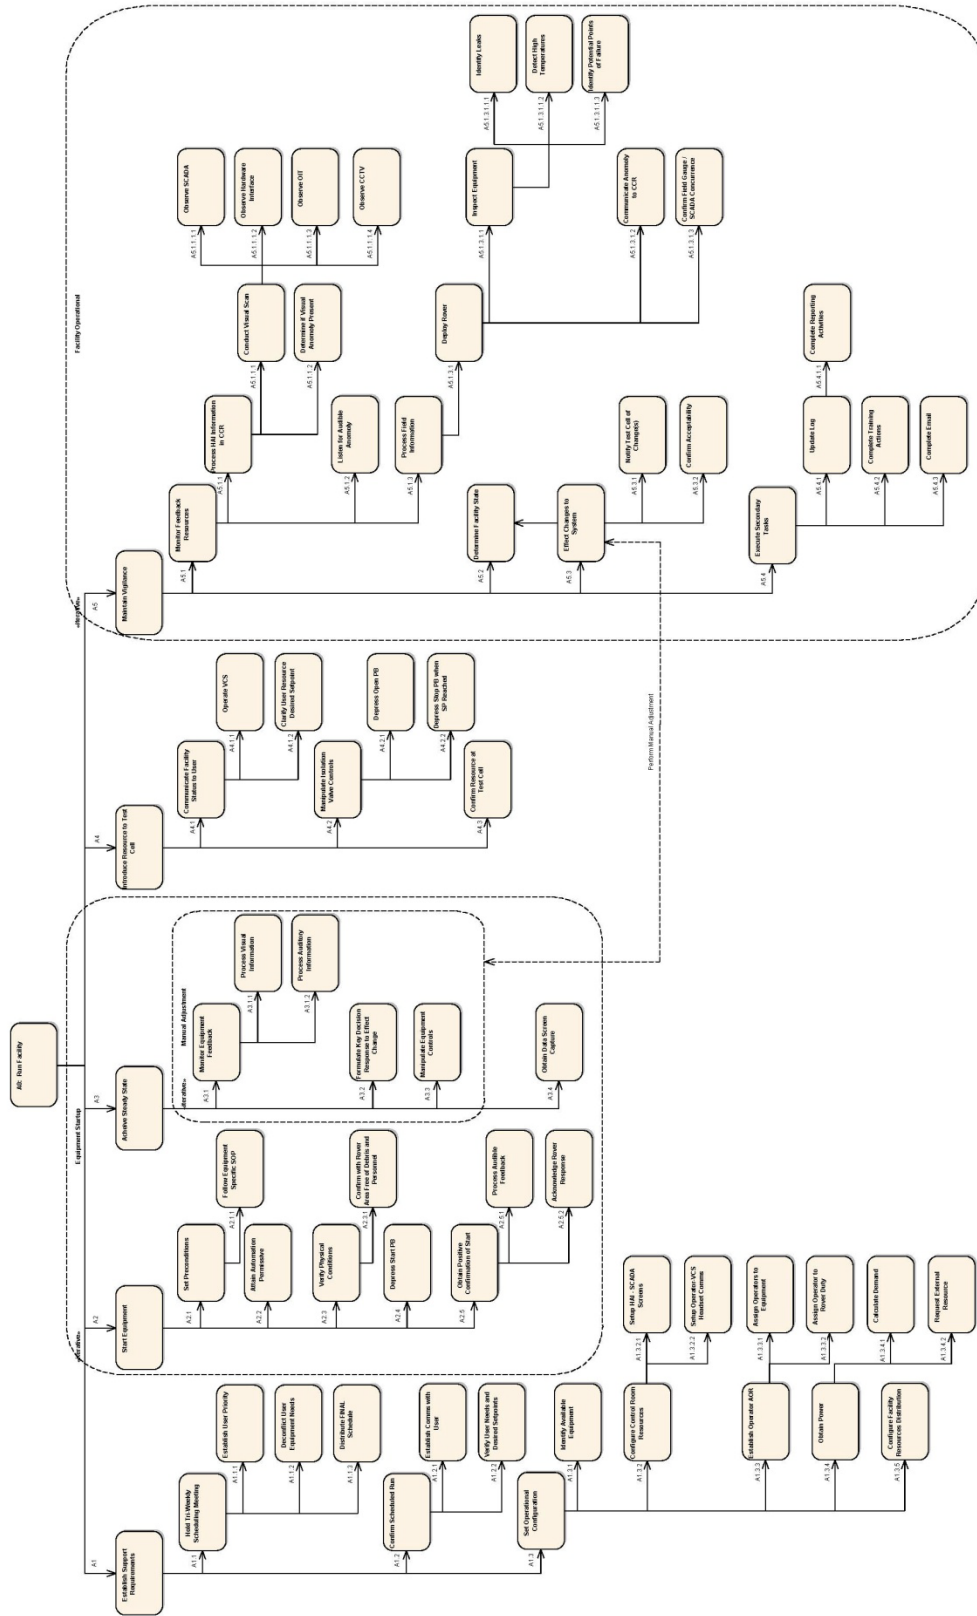 A0: Run Facility
A1
Establish Support
Requirements
A1.1
Hold Tri-Weekly
Scheduling Meeting
A1.1.1
Establish User Priority
A1.1.2
Deconflict User
Equipment Needs
A1.1.3
Distribute FINAL
Schedule
A1.2
Confirm Scheduled Run
A1.2.1
Establish Comms with
User
A1.2.2
Verify User Needs and
Desired Setpoints
A1.3
Set Operational
Configuration
A1.3.1
Identify Available
Equipment
A1.3.2
Configure Control Room
Resources
A1.3.2.1
Setup HAI - SCADA
Screens
A1.3.2.2
Setup Operator VCS
Headset Comms
A1.3.3
Establish Operator AOR
A1.3.3.1
Assign Operators to
Equipment
A1.3.3.2
Assign Operator to
Rover Duty
A1.3.4
Obtain Power
A1.3.4.1
Calculate Demand
A1.3.4.2
Request External
Resource
A1.3.5
Configure Facility
Resources Distribution
Equipment Startup
«iterative»
A2
Start Equipment
A2.1
Set Preconditions
A2.1.1
Follow Equipment
Specific SOP
A2.2
Attain Automation
Permissive
A2.3
Verify Physical
Conditions
A2.3.1
Confirm with Rover
Area Free of Debris and
Personnel
A2.4
Depress Start PB
A2.5
Obtain Positive
Confirmation of Start
A2.5.1
Process Audible
Feedback
A2.5.2
Acknowledge Rover
Response
A3
Acheive Steady State
«iterative»
Manual Adjustment
A3.1
Monitor Equipment
Feedback
A3.1.1
Process Visual
Information
A3.1.2
Process Auditory
Information
A3.2
Formulate Key Decision
Response to Effect
Change
A3.3
Manipulate Equipment
Controls
A3.4
Obtain Data Screen
Capture
A4
Introduce Resource to Test
Cell
A4.1
Communicate Facility
Status to User
A4.1.1
Operate VCS
A4.1.2
Clarify User Resource
Desired Setpoint
A4.2
Manipulate Isolation
Valve Controls
A4.2.1
Depress Open PB
A4.2.2
Depress Stop PB when
SP Reached
A4.3
Confirm Resource at
Test Cell
Perform Manual Adjustment
Facility Operational
«iterative»
A5
Maintain Vigilance
A5.1
Monitor Feedback
Resources
A5.1.1
Process HAI Information
in CCR
A5.1.1.1
Conduct Visual Scan
A5.1.1.1.1
Observe SCADA
A5.1.1.1.2
Observe Hardware
Interface
A5.1.1.1.3
Observe OIT
A5.1.1.1.4
Observe CCTV
A5.1.1.2
Determine if Visual
Anomoly Present
A5.1.2
Listen for Audible
Anomoly
A5.1.3
Process Field
Information
A5.1.3.1
Deploy Rover
A5.1.3.1.1
Inspect Equipment
A5.1.3.1.1.1
Identify Leaks
A5.1.3.1.1.2
Detect High
Temperatures
A5.1.3.1.1.3
Identify Potential Points
of Failure
A5.1.3.1.2
Communicate Anomoly
to CCR
A5.1.3.1.3
Confirm Field Gauge /
SCADA Concurrence
A5.2
Determine Facility State
A5.3
Effect Changes to
System
A5.3.1
Notify Test Cell of
Change(s)
A5.3.2
Confirm Acceptability
A5.4
Execute Secondary
Tasks
A5.4.1
Update Log
A5.4.1.1
Complete Reporting
Activities
A5.4.2
Complete Training
Actions
A5.4.3
Complete Email